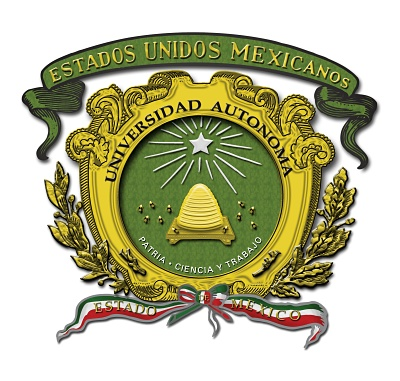 ESTADOS UNIDOS MEXICANOS
UNIVERSIDAD AUTONOMA
PATRIA • CIENCIA Y TRABAJO
ESTADO DE MEXICO